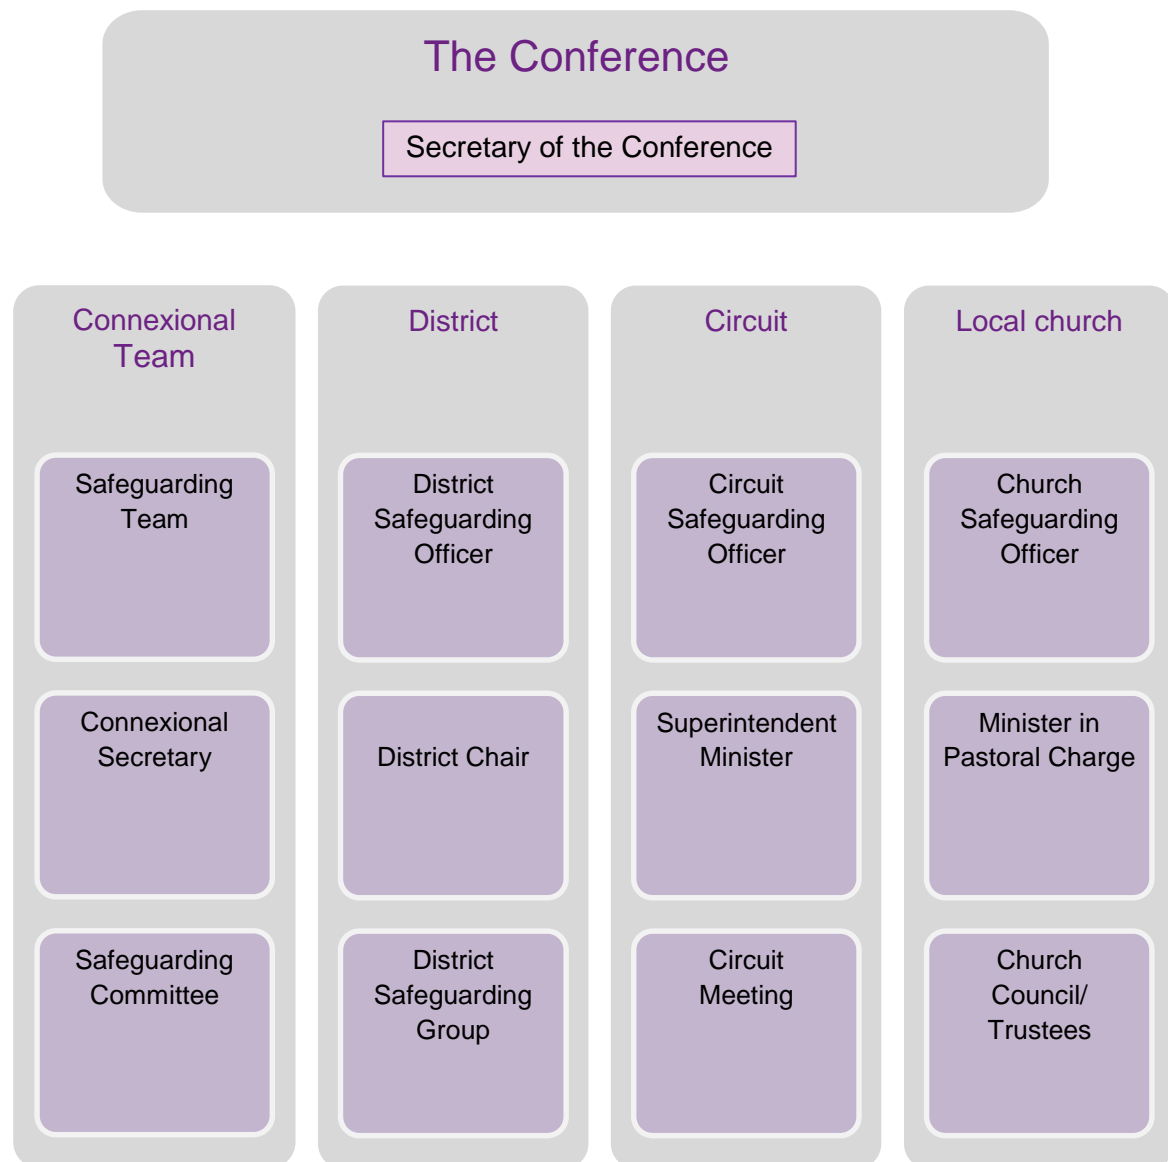 The Conference
Secretary of the Conference
Connexional
Team
Safeguarding
Team
Connexional
Secretary
Safeguarding
Committee
District
District
Safeguarding
Officer
District Chair
District
Safeguarding
Group
Circuit
Circuit
Safeguarding
Officer
Superintendent
Minister
Circuit
Meeting
Local church
Church
Safeguarding
Officer
Minister in
Pastoral Charge
Church
Council/
Trustees